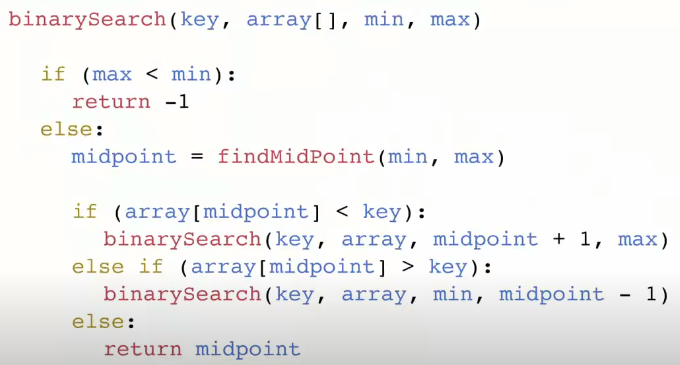 binarySearch(key, array[], min, max)
if (max < min):
return -1
else:
midpoint = findMidPoint(min, max)
if (array[midpoint] < key):
binarySearch(key, array, midpoint + 1, max)
else if (array[midpoint] > key):
binarySearch(key, array, min, midpoint - 1)
else:
return midpoint